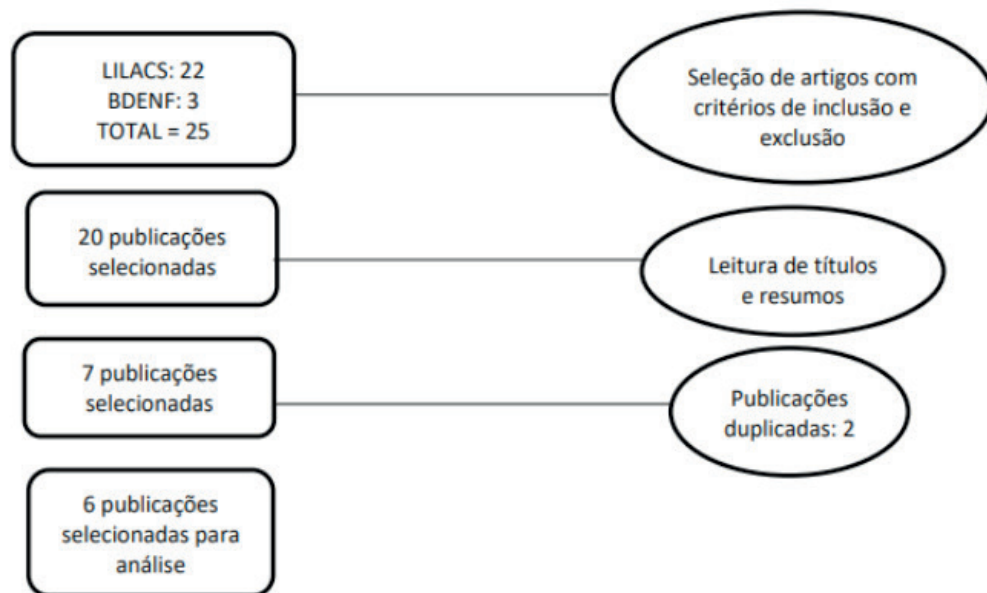 LILACS: 22
BDENF: 3
TOTAL = 25
Seleção de artigos com
critérios de inclusão e
exclusão
20 publicações
selecionadas
Leitura de títulos
e resumos
7 publicações
selecionadas
Publicações
duplicadas: 2
6 publicações
selecionadas para
análise